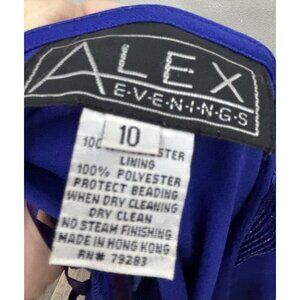 ALEX
E·V·E·N·I·N·G·S
10
LINING
100% POLYESTER
PROTECT BEADING
WHEN DRY CLEANING
DRY CLEAN
NO STEAM FINISHING
MADE IN HONG KONG
RN# 79283